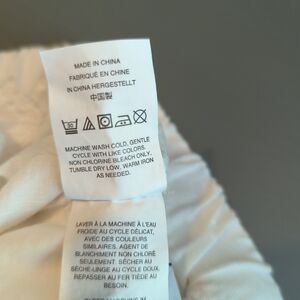 MADE IN CHINA
FABRIQUÉ EN CHINE
IN CHINA HERGESTELLT
中国製
30
MACHINE WASH COLD, GENTLE
CYCLE WITH LIKE COLORS.
NON CHLORINE BLEACH ONLY.
TUMBLE DRY LOW. WARM IRON
AS NEEDED.
LAVER À LA MACHINE À L'EAU
FROIDE AU CYCLE DÉLICAT,
AVEC DES COULEURS
SIMILAIRES. AGENT DE
BLANCHIMENT NON CHLORÉ
SEULEMENT. SÉCHER AU
SÈCHE-LINGE AU CYCLE DOUX.
REPASSER AU FER TIÈDE AU
BESOIN.